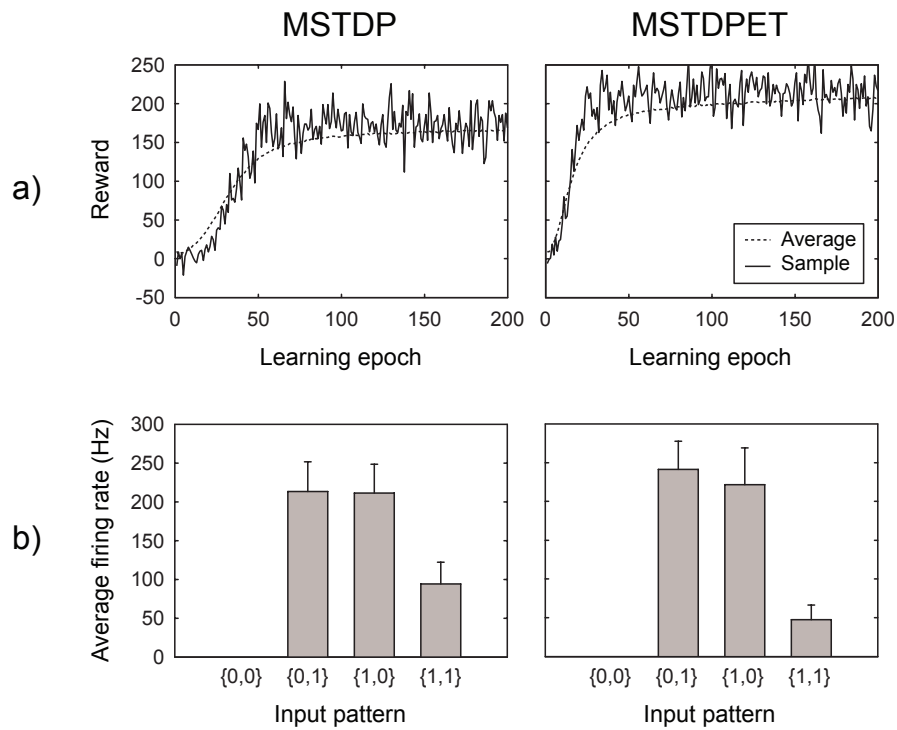 MSTDP
MSTDPET
a)
Reward
250
200
150
100
50
0
-50
0 50 100 150 200
Learning epoch
0 50 100 150 200
Learning epoch
Average
Sample
b)
Average firing rate (Hz)
300
250
200
150
100
50
0
{0,0} {0,1} {1,0} {1,1}
Input pattern
{0,0} {0,1} {1,0} {1,1}
Input pattern